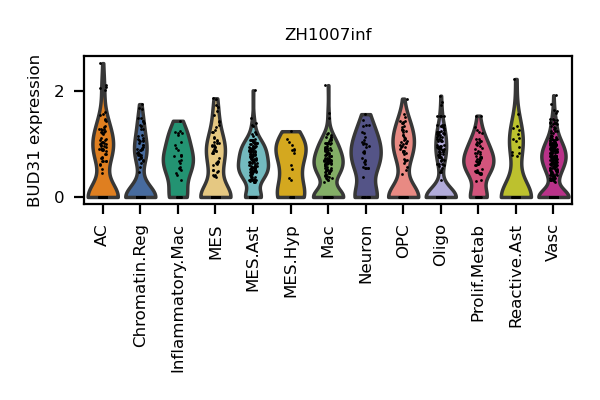 ZH1007inf
BUD31 expression
2
0
AC
Chromatin.Reg
Inflammatory.Mac
MES
MES.Ast
MES.Hyp
Mac
Neuron
OPC
Oligo
Prolif.Metab
Reactive.Ast
Vasc